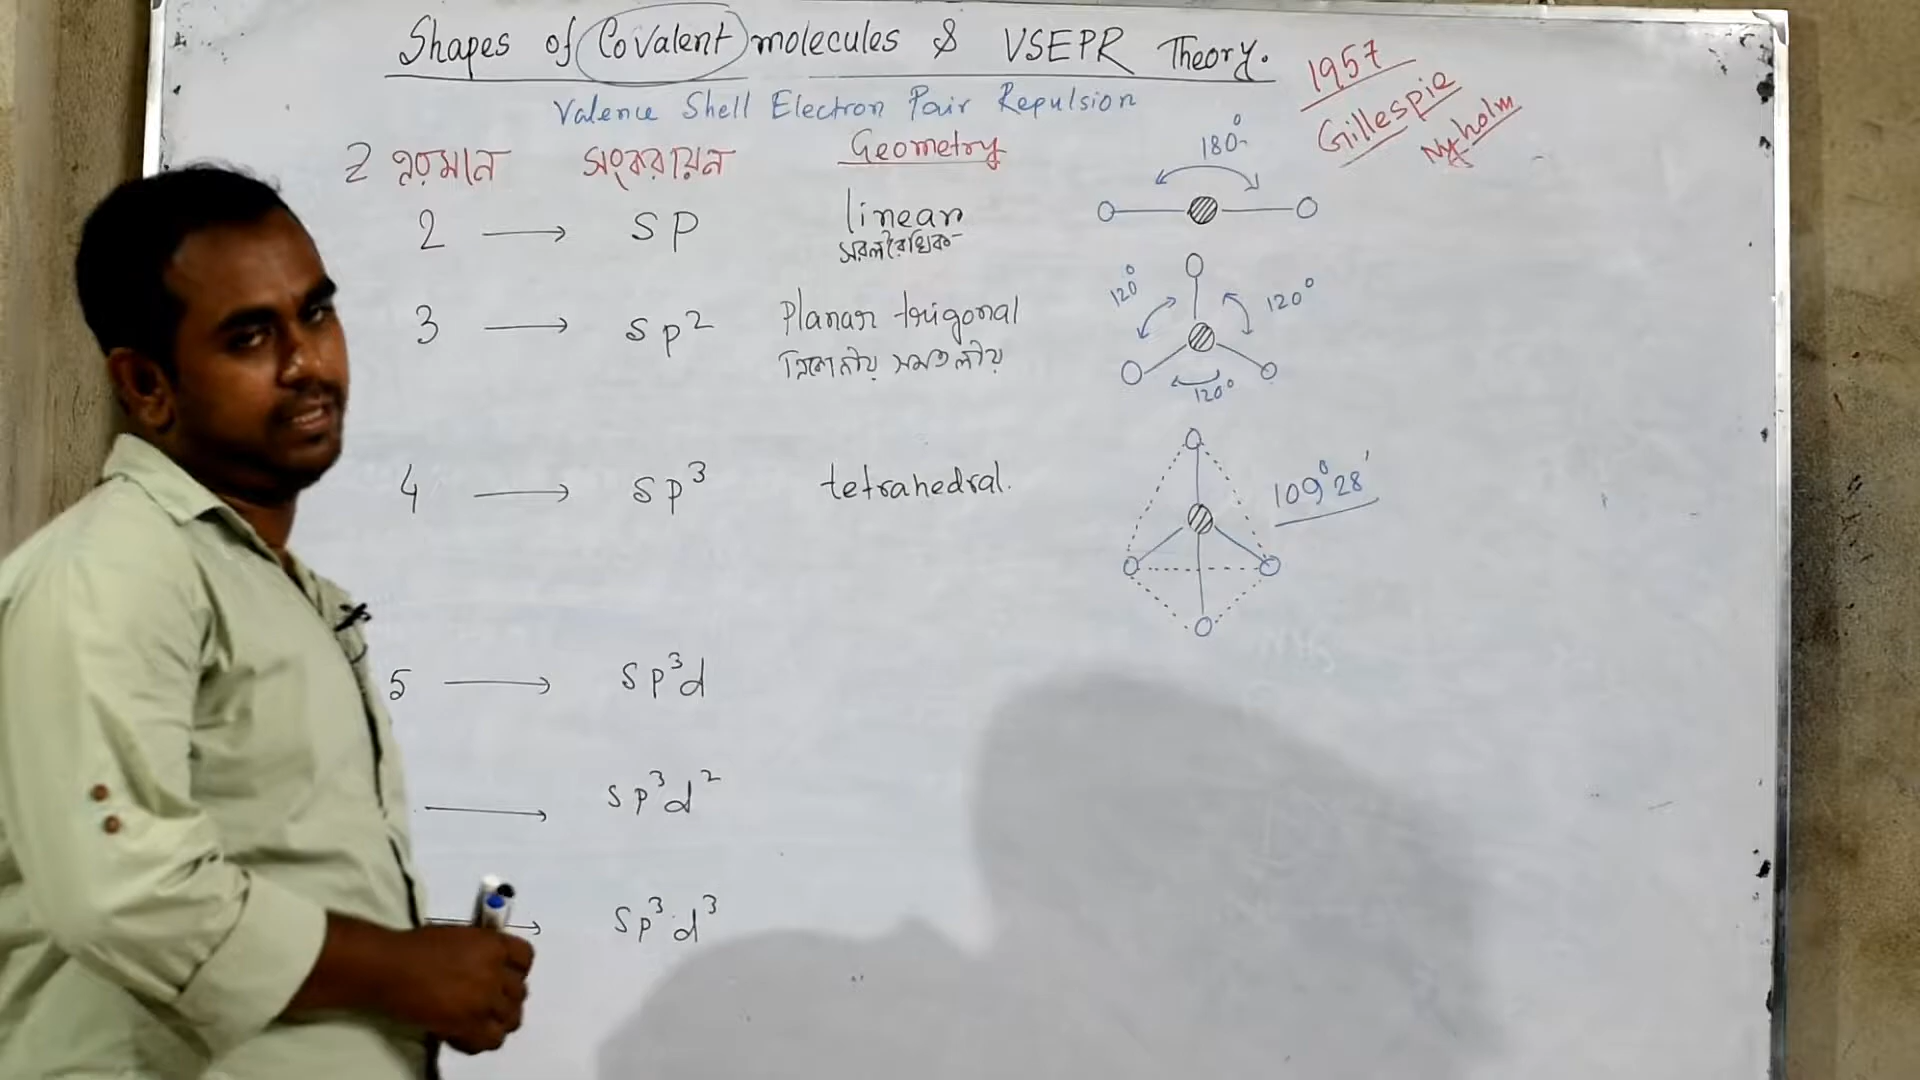 Shapes of Covalent molecules & VSEPR Theory.
Valence Shell Electron Pair Repulsion
1957
Gillespie
Nyholm
Z এরমান সংকরায়ন Geometry
2 → sp linear
সরলরৈখিক
180°
3 → sp² Planar trigonal
ত্রিকোণীয় সমতলীয়
120° 120°
120°
4 → sp³ tetrahedral.
109°28'
5 → sp³d
→ sp³d²
→ sp³d³